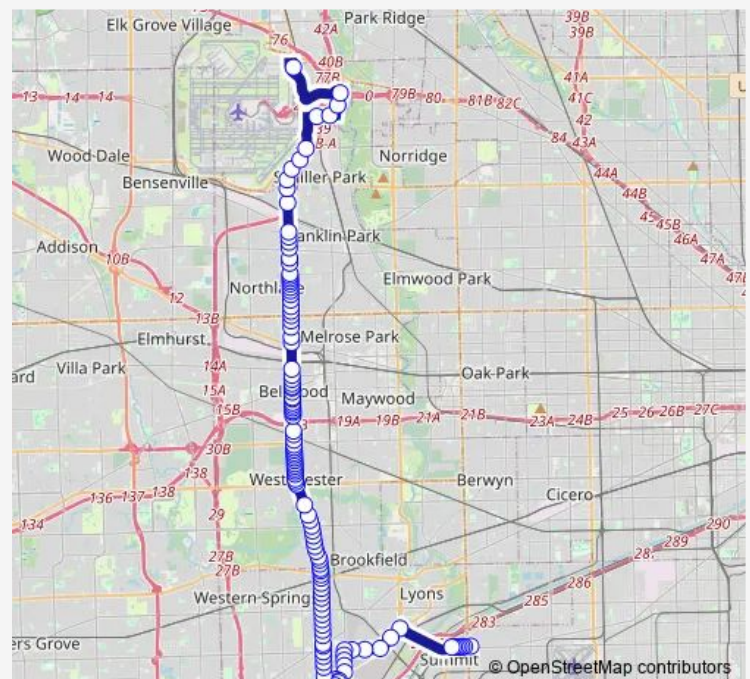 Park Ridge
Elk Grove Village
42A
39B
39B
76
40B
77B
41A
13 14 14
0 79B 80 81B 82C
41C
42
39
84 43A
Wood Dale
Norridge
44A
Bensenville
Schiller Park
44B
45B
46A
Addison
Franklin Park
10B
47A
Elmwood Park
12
Northlake
13B
Elmhurst
Melrose Park
14A
Villa Park
Oak Park
15A
Bellwood
Maywood
15B
19A 19B 21A 21B 23A 24B 25 26 26B 27C
30B
138
Westchester
Berwyn
136 137 138
Cicero
134
29
290
289
27B
27B
Brookfield
286
Western Springs
Lyons
285
283
ers Grove
Summit
© OpenStreetMap contributors